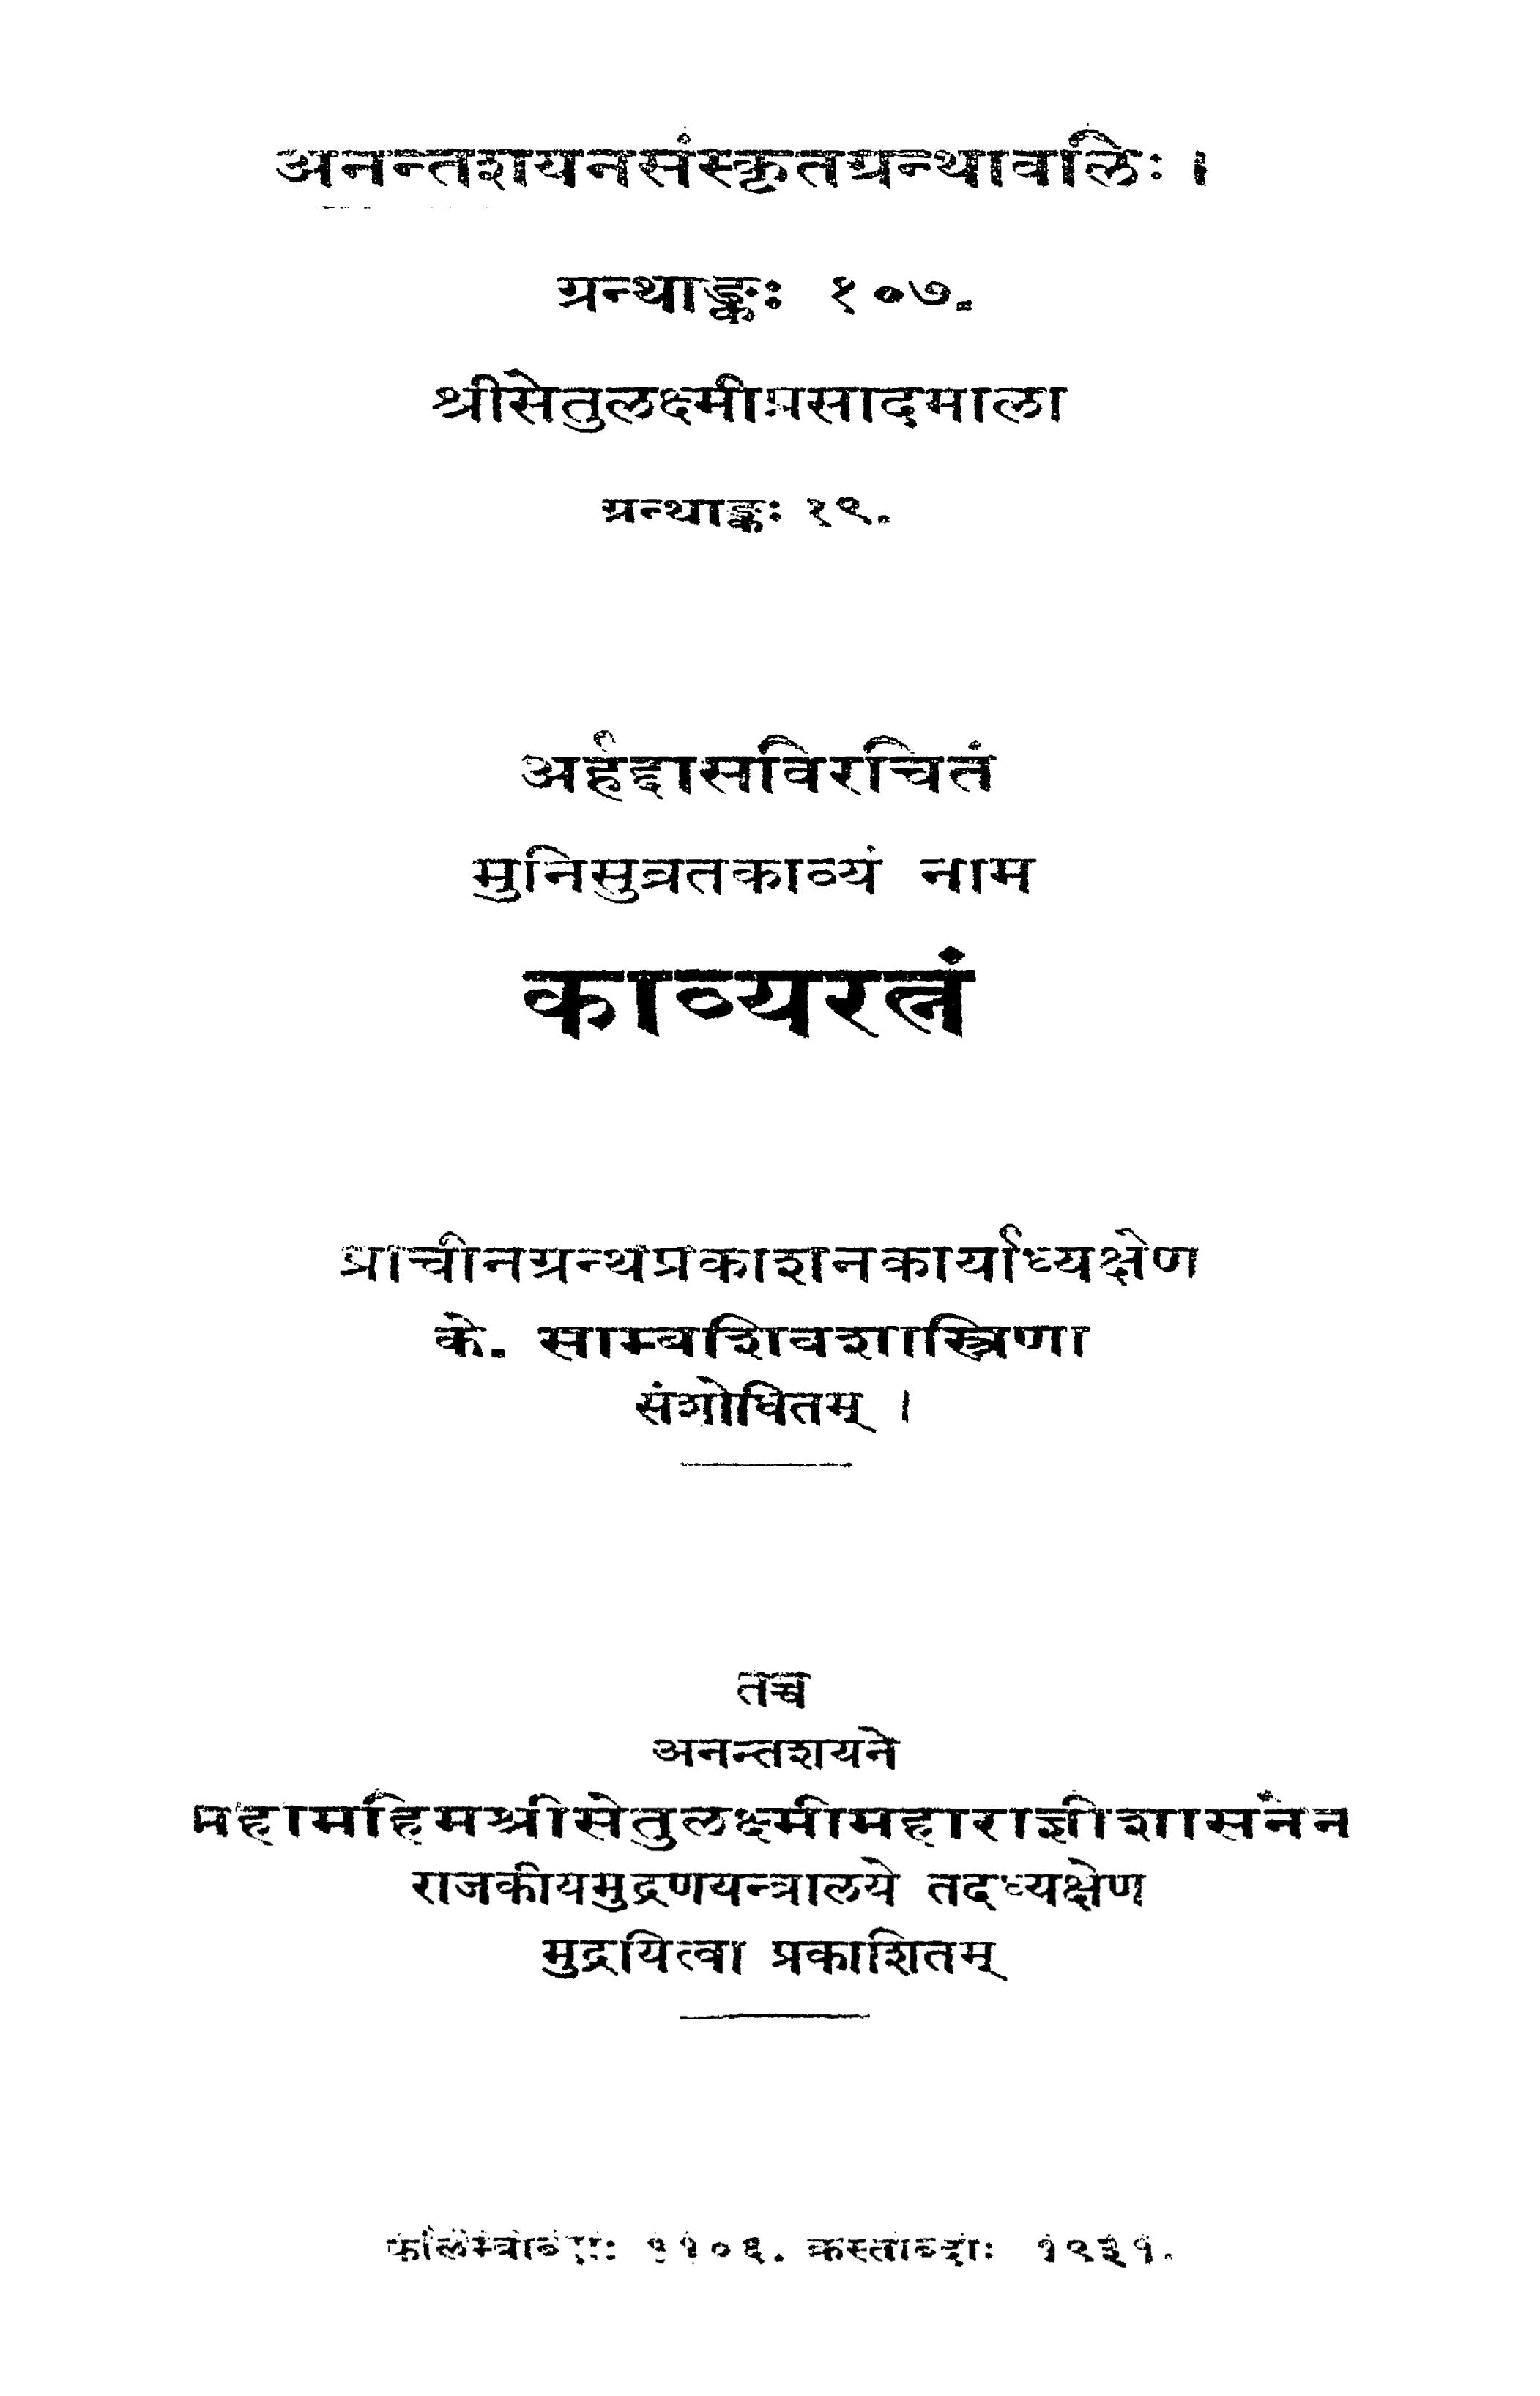 अनन्तशयनसंस्कृतग्रन्थावलिः ।
ग्रन्थाङ्कः १०७.
श्रीसेतुलक्ष्मीप्रसादमाला
ग्रन्थाङ्कः १९.
अर्हद्दासविरचितं
मुनिसुव्रतकाव्यं नाम
काव्यरत्नं
प्राचीनग्रन्थप्रकाशनकार्याध्यक्षेण
के. साम्बशिवशास्त्रिणा
संशोधितम् ।
तच्च
अनन्तशयने
महामहिमश्रीसेतुलक्ष्मीमहाराज्ञीशासनेन
राजकीयमुद्रणयन्त्रालये तदध्यक्षेण
मुद्रयित्वा प्रकाशितम्
कोलम्बाब्दाः ११०६. क्रैस्ताब्दाः १९३१.